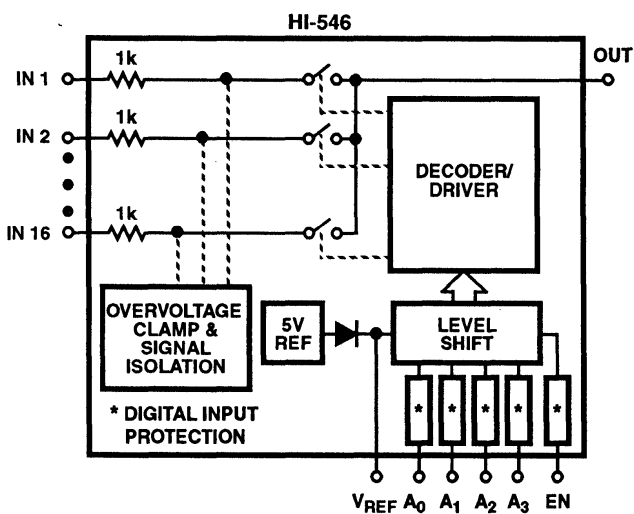 HI-546
OUT
1k
IN 1
1k
IN 2
1k
IN 16
DECODER/
DRIVER
OVERVOLTAGE
CLAMP &
SIGNAL
ISOLATION
5V
REF
LEVEL
SHIFT
* DIGITAL INPUT
PROTECTION
* * * * *
VREF A0 A1 A2 A3 EN